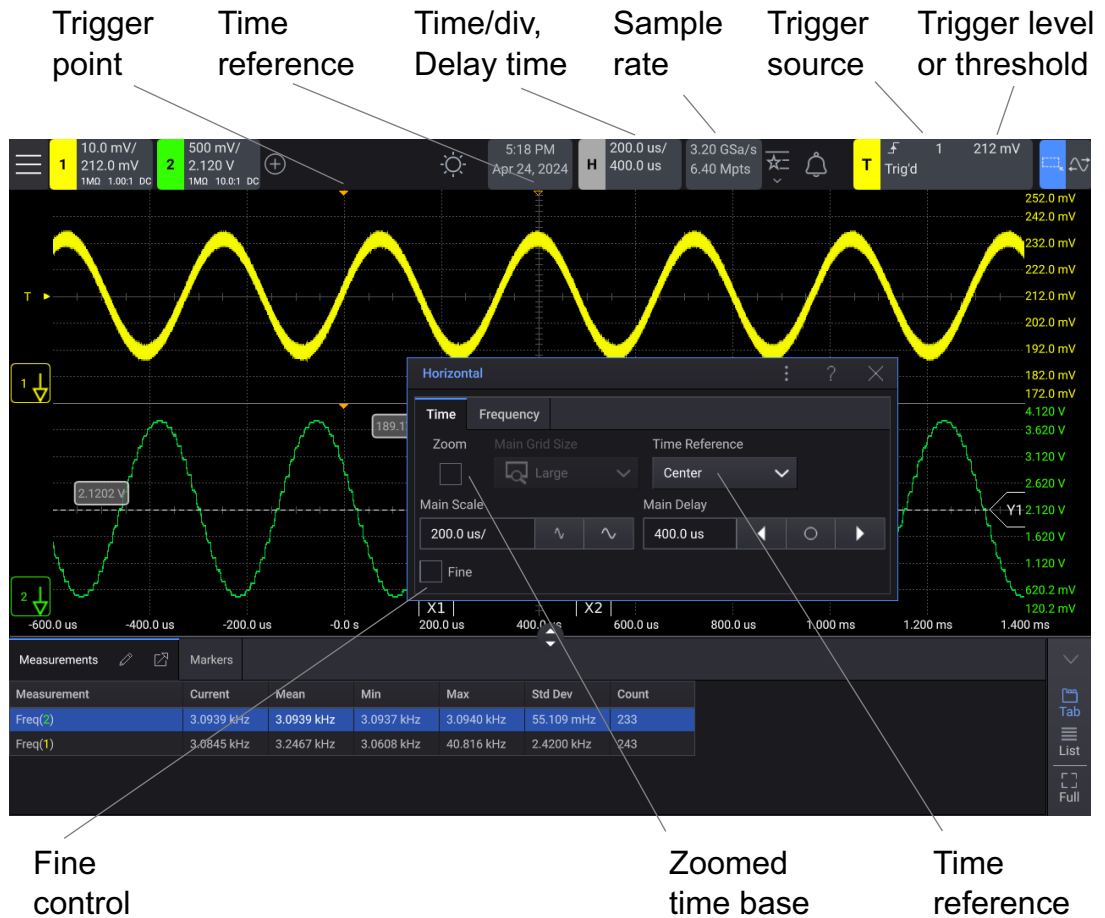 Trigger point
Time reference
Time/div, Delay time
Sample rate
Trigger source
Trigger level or threshold
1
10.0 mV/
212.0 mV
1MΩ 1.00:1 DC
2
500 mV/
2.120 V
1MΩ 10.0:1 DC
5:18 PM
Apr 24, 2024
H
200.0 us/
400.0 us
3.20 GSa/s
6.40 Mpts
T
1
212 mV
Trig'd
252.0 mV
242.0 mV
232.0 mV
222.0 mV
T
212.0 mV
202.0 mV
192.0 mV
1
182.0 mV
172.0 mV
4.120 V
3.620 V
3.120 V
2.620 V
2.120 V
1.620 V
1.120 V
620.2 mV
120.2 mV
189.1
2.1202 V
Y1
2
Horizontal
?
Time
Frequency
Zoom
Main Grid Size
Time Reference
Large
Center
Main Scale
Main Delay
200.0 us/
400.0 us
Fine
X1
X2
-600.0 us
-400.0 us
-200.0 us
-0.0 s
200.0 us
400.0 us
600.0 us
800.0 us
1.000 ms
1.200 ms
1.400 ms
Measurements
Markers
Measurement Current Mean Min Max Std Dev Count
Freq(2) 3.0939 kHz 3.0939 kHz 3.0937 kHz 3.0940 kHz 55.109 mHz 233
Freq(1) 3.0845 kHz 3.2467 kHz 3.0608 kHz 40.816 kHz 2.4200 kHz 243
Tab
List
Full
Fine control
Zoomed time base
Time reference